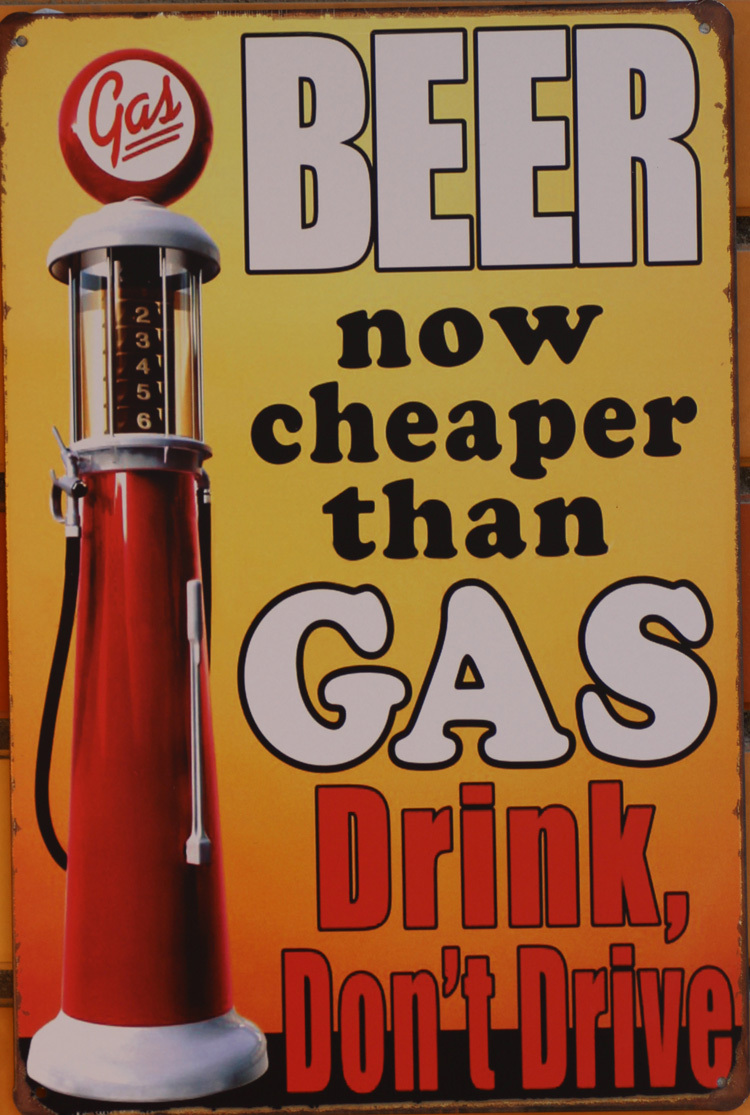 Gas
BEER
now
cheaper
than
GAS
Drink,
Don't Drive
2
3
4
5
6